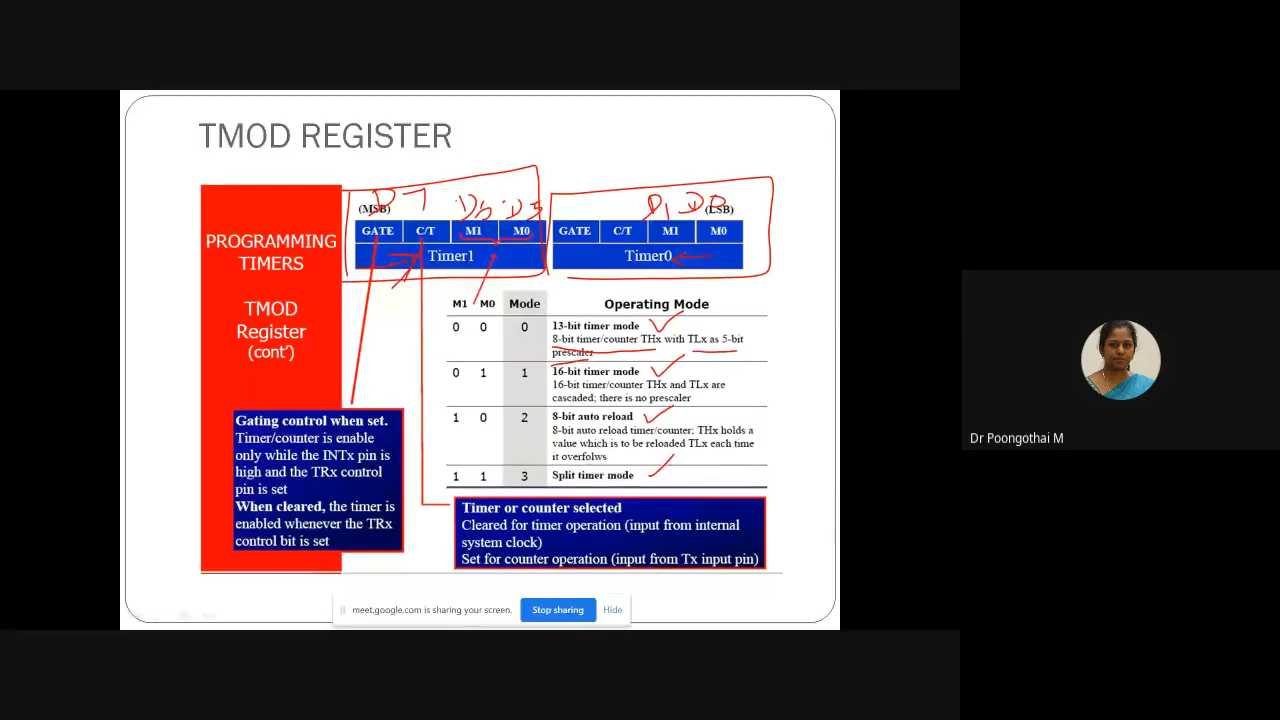 TMOD REGISTER
PROGRAMMING
TIMERS
TMOD
Register
(cont')
D7
D5
D1 D0
(MSB)
(LSB)
GATE C/T M1 M0 GATE C/T M1 M0
Timer1 Timer0
M1 M0 Mode Operating Mode
0 0 0 13-bit timer mode
8-bit timer/counter THx with TLx as 5-bit
prescaler
0 1 1 16-bit timer mode
16-bit timer/counter THx and TLx are
cascaded; there is no prescaler
1 0 2 8-bit auto reload
8-bit auto reload timer/counter; THx holds a
value which is to be reloaded TLx each time
it overfolws
1 1 3 Split timer mode
Gating control when set.
Timer/counter is enable
only while the INTx pin is
high and the TRx control
pin is set
When cleared, the timer is
enabled whenever the TRx
control bit is set
Timer or counter selected
Cleared for timer operation (input from internal
system clock)
Set for counter operation (input from Tx input pin)
meet.google.com is sharing your screen. Stop sharing Hide
Dr Poongothai M